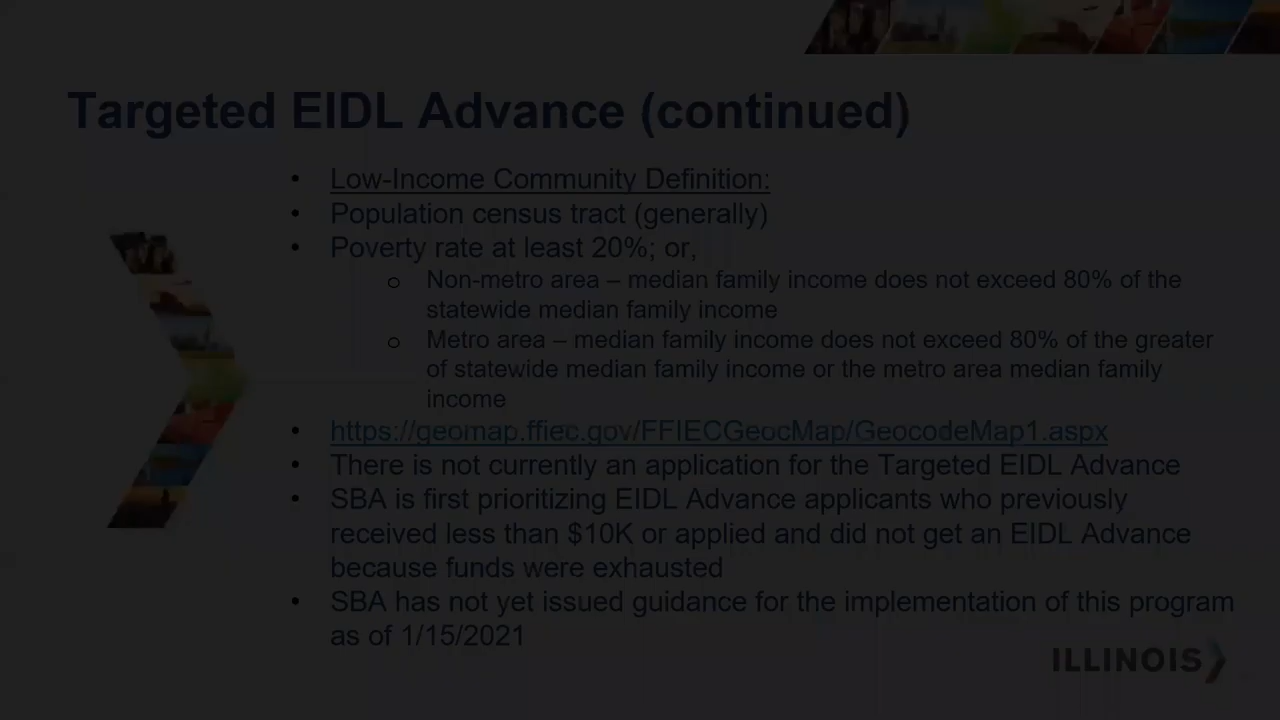 Targeted EIDL Advance (continued)
• Low-Income Community Definition:
• Population census tract (generally)
• Poverty rate at least 20%; or,
o Non-metro area – median family income does not exceed 80% of the
statewide median family income
o Metro area – median family income does not exceed 80% of the greater
of statewide median family income or the metro area median family
income
• https://geomap.ffiec.gov/FFIECGeocMap/GeocodeMap1.aspx
• There is not currently an application for the Targeted EIDL Advance
• SBA is first prioritizing EIDL Advance applicants who previously
received less than $10K or applied and did not get an EIDL Advance
because funds were exhausted
• SBA has not yet issued guidance for the implementation of this program
as of 1/15/2021
ILLINOIS